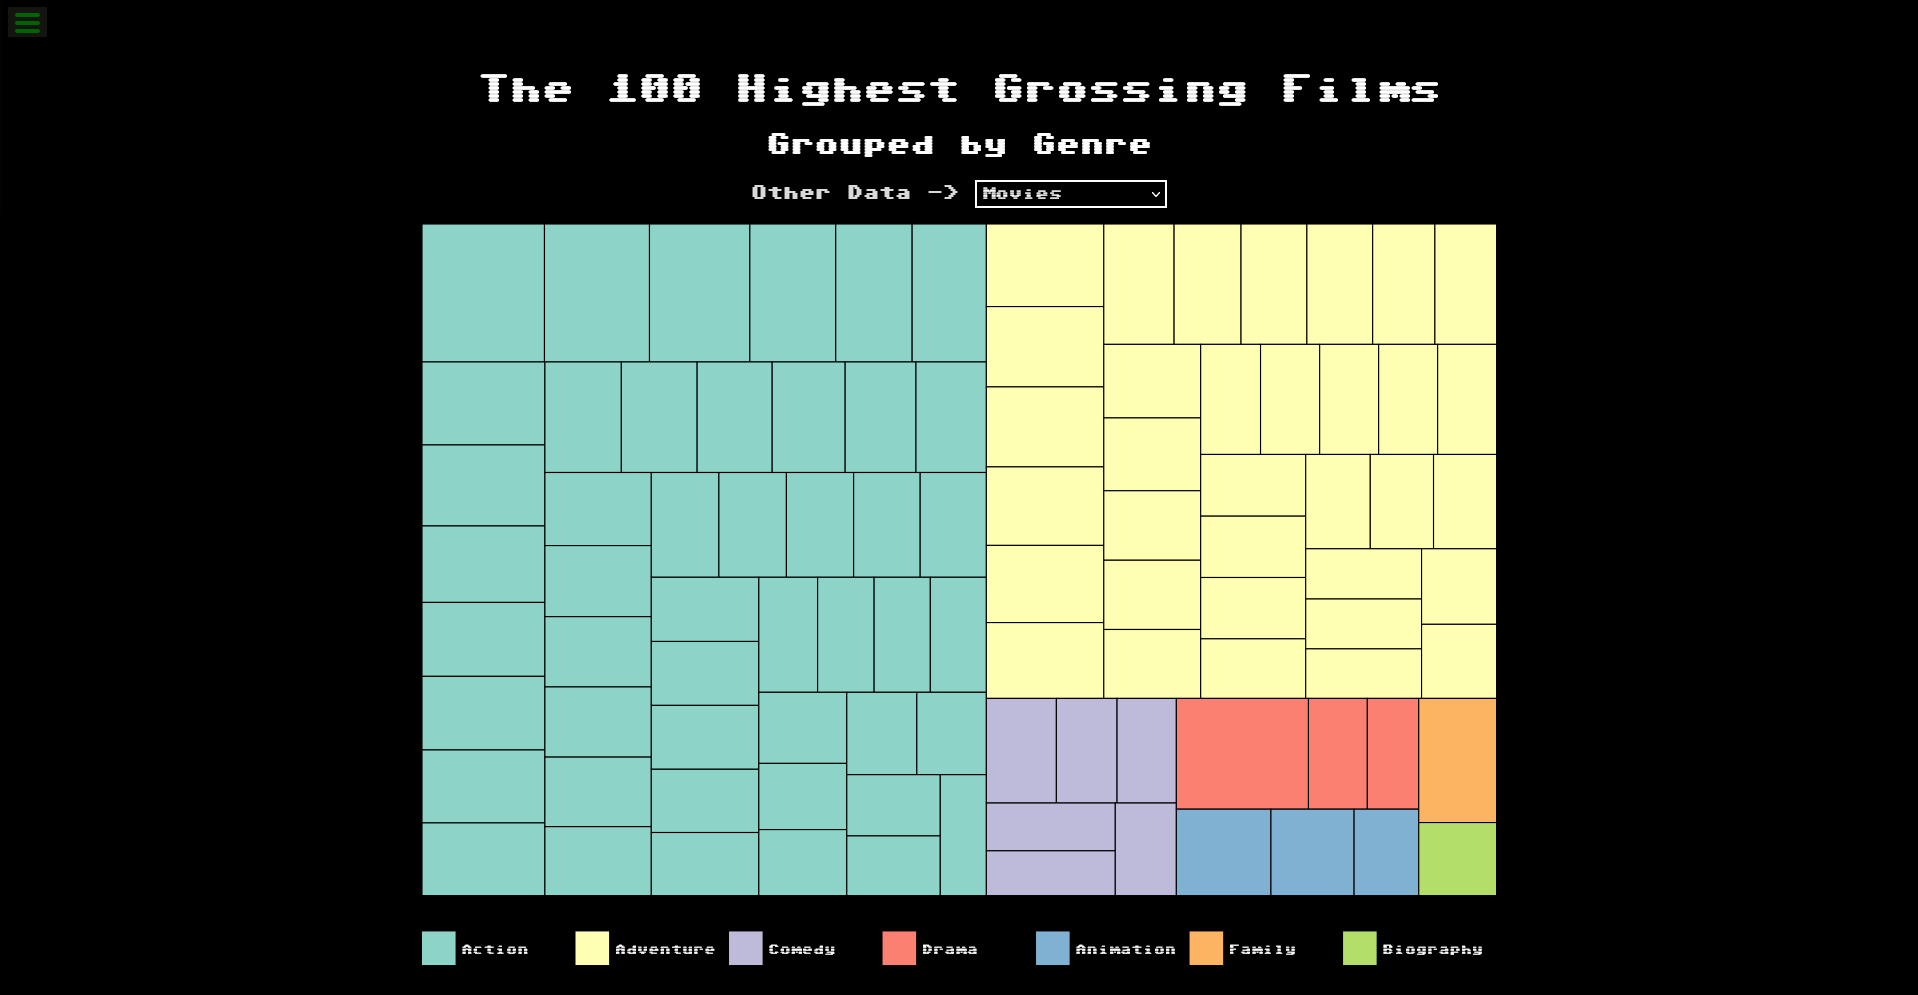 The 100 Highest Grossing Films
Grouped by Genre
Other Data -> Movies
Action Adventure Comedy Drama Animation Family Biography